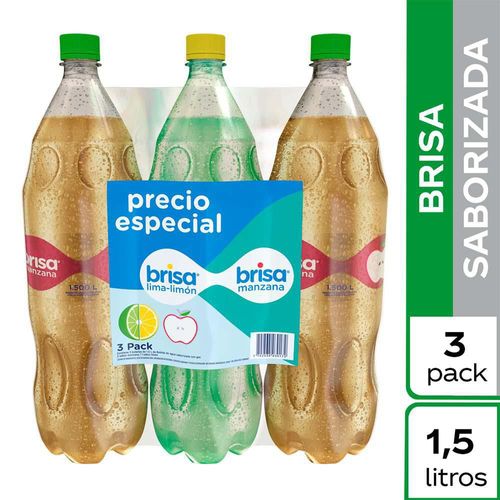 brisa
manzana
1.500 L
precio
especial
brisa
lima-limón
brisa
manzana
3 Pack
brisa
manzana
1.500 L
BRISA
SABORIZADA
3
pack
1,5
litros